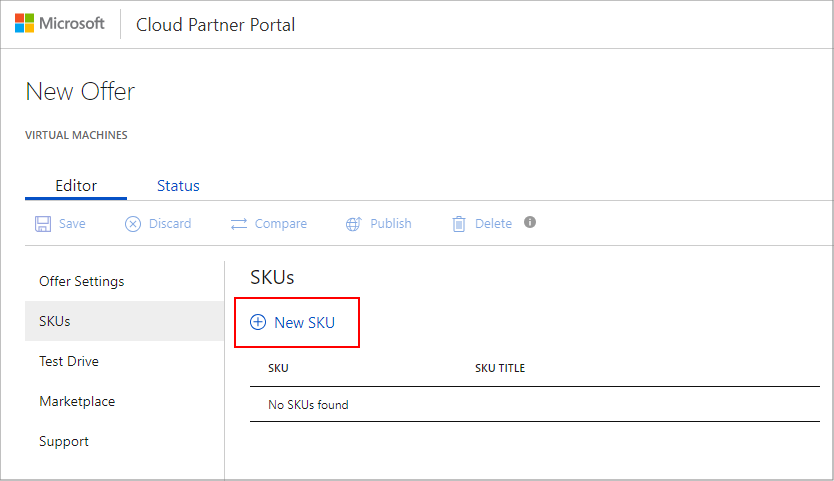 Microsoft Cloud Partner Portal
New Offer
VIRTUAL MACHINES
Editor Status
Save Discard Compare Publish Delete i
Offer Settings
SKUs
Test Drive
Marketplace
Support
SKUs
New SKU
SKU SKU TITLE
No SKUs found